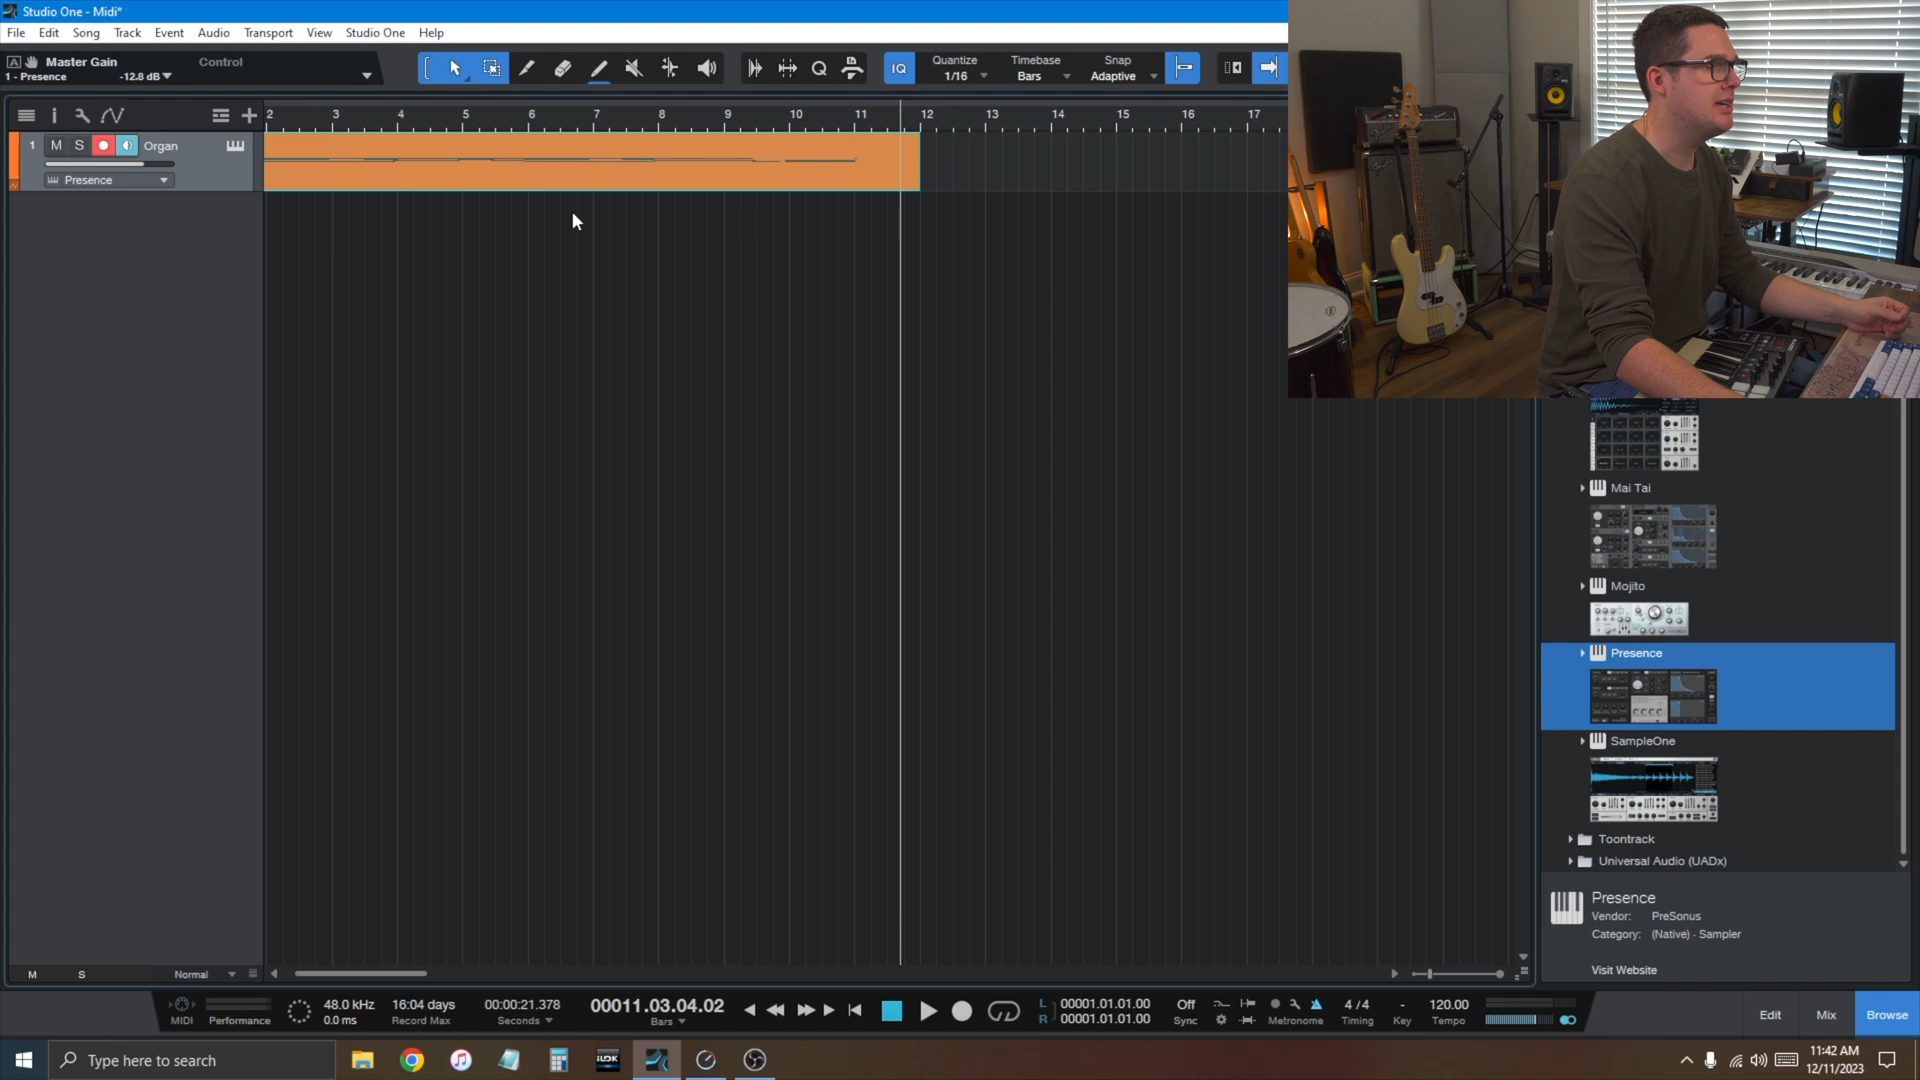 Studio One - Midi*
File Edit Song Track Event Audio Transport View Studio One Help
A Master Gain Control
1 - Presence -12.8 dB
IQ
Quantize Timebase Snap
1/16 Bars Adaptive
2 3 4 5 6 7 8 9 10 11 12 13 14 15 16 17
1 M S Organ
Presence
Mai Tai
Mojito
Presence
SampleOne
Toontrack
Universal Audio (UADx)
Presence
Vendor: PreSonus
Category: (Native) - Sampler
Visit Website
M S Normal
MIDI Performance
48.0 kHz
0.0 ms
16:04 days
Record Max
00:00:21.378
Seconds
00011.03.04.02
Bars
L 00001.01.01.00
R 00001.01.01.00
Off
Sync
Metronome
4 / 4
Timing
-
Key
120.00
Tempo
Edit Mix Browse
Type here to search
11:42 AM
12/11/2023